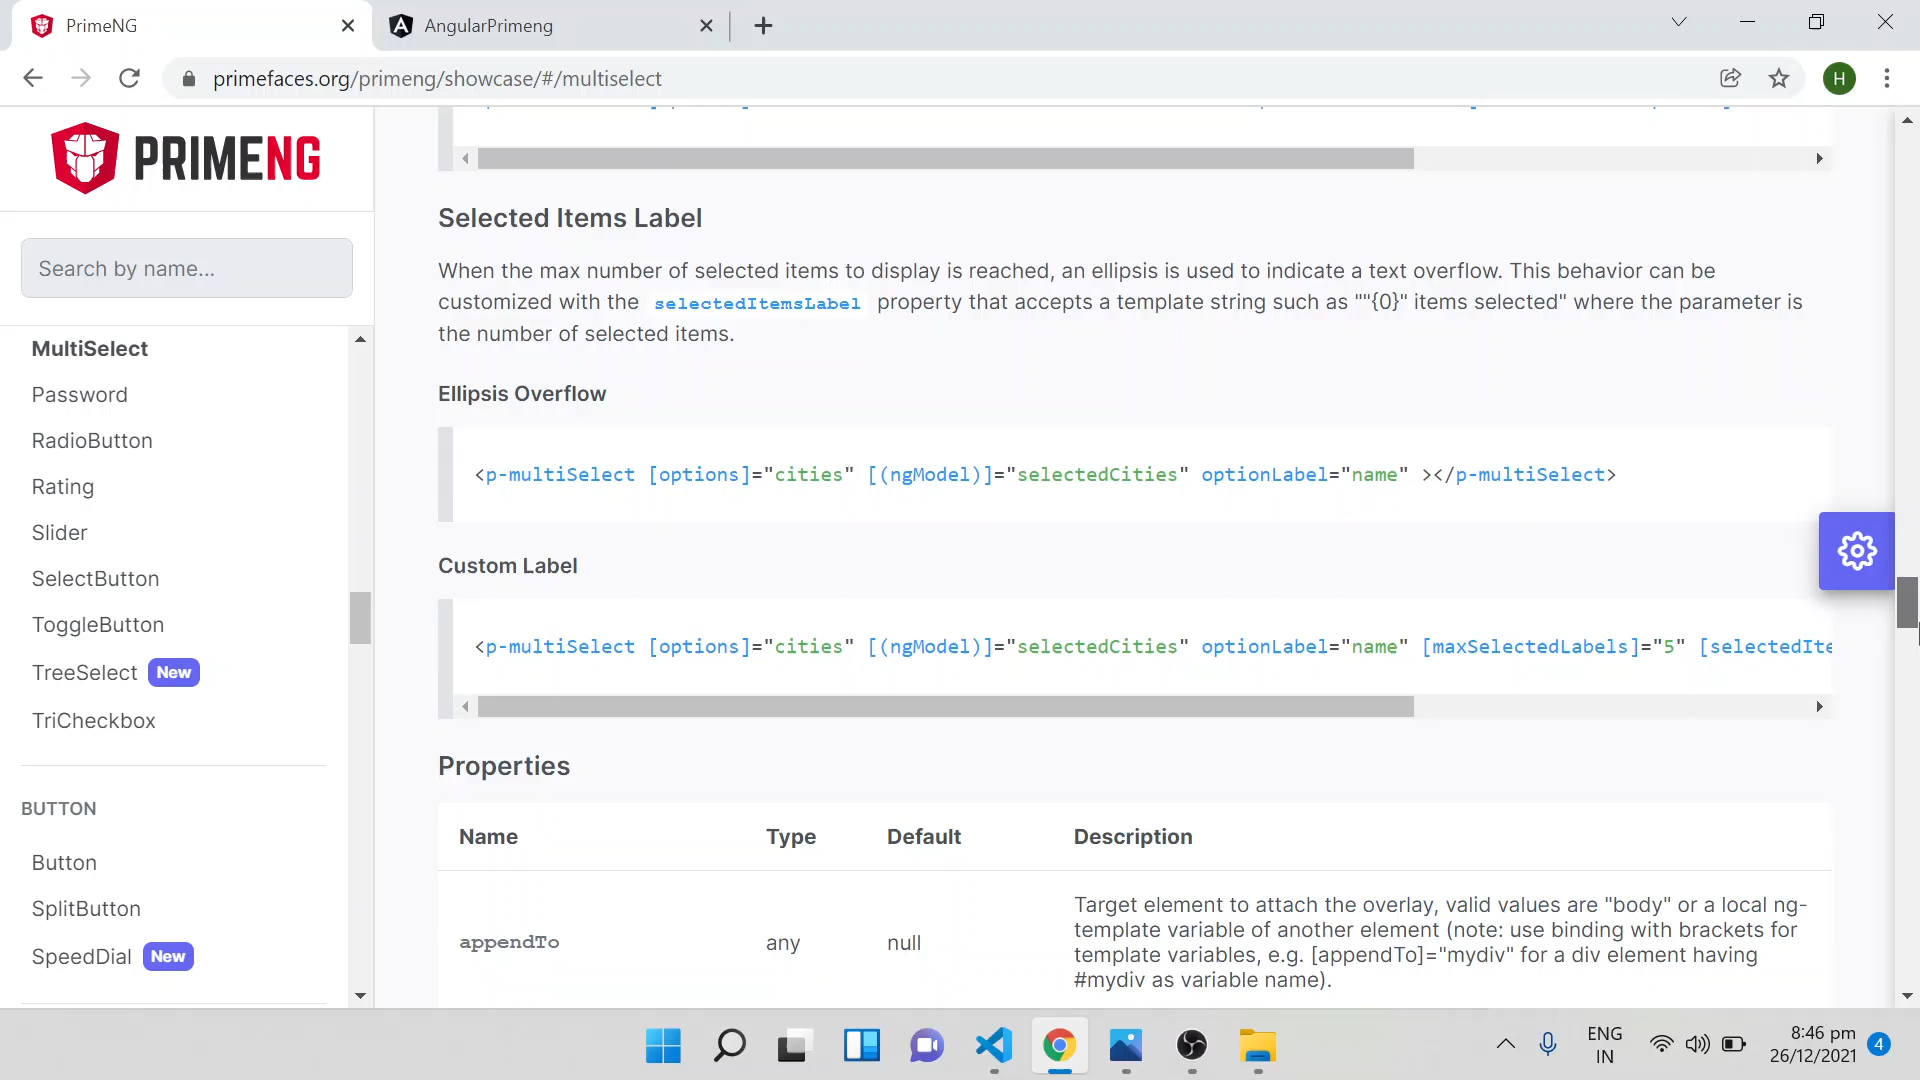 PrimeNG
AngularPrimeng
primefaces.org/primeng/showcase/#/multiselect
H
PRIMENG
Search by name...
MultiSelect
Password
RadioButton
Rating
Slider
SelectButton
ToggleButton
TreeSelect New
TriCheckbox
BUTTON
Button
SplitButton
SpeedDial New
Selected Items Label
When the max number of selected items to display is reached, an ellipsis is used to indicate a text overflow. This behavior can be
customized with the selectedItemsLabel property that accepts a template string such as ""{0}" items selected" where the parameter is
the number of selected items.
Ellipsis Overflow
<p-multiSelect [options]="cities" [(ngModel)]="selectedCities" optionLabel="name" ></p-multiSelect>
Custom Label
<p-multiSelect [options]="cities" [(ngModel)]="selectedCities" optionLabel="name" [maxSelectedLabels]="5" [selectedIte
Properties
Name Type Default Description
appendTo any null
Target element to attach the overlay, valid values are "body" or a local ng-
template variable of another element (note: use binding with brackets for
template variables, e.g. [appendTo]="mydiv" for a div element having
#mydiv as variable name).
ENG
IN
8:46 pm
26/12/2021
4